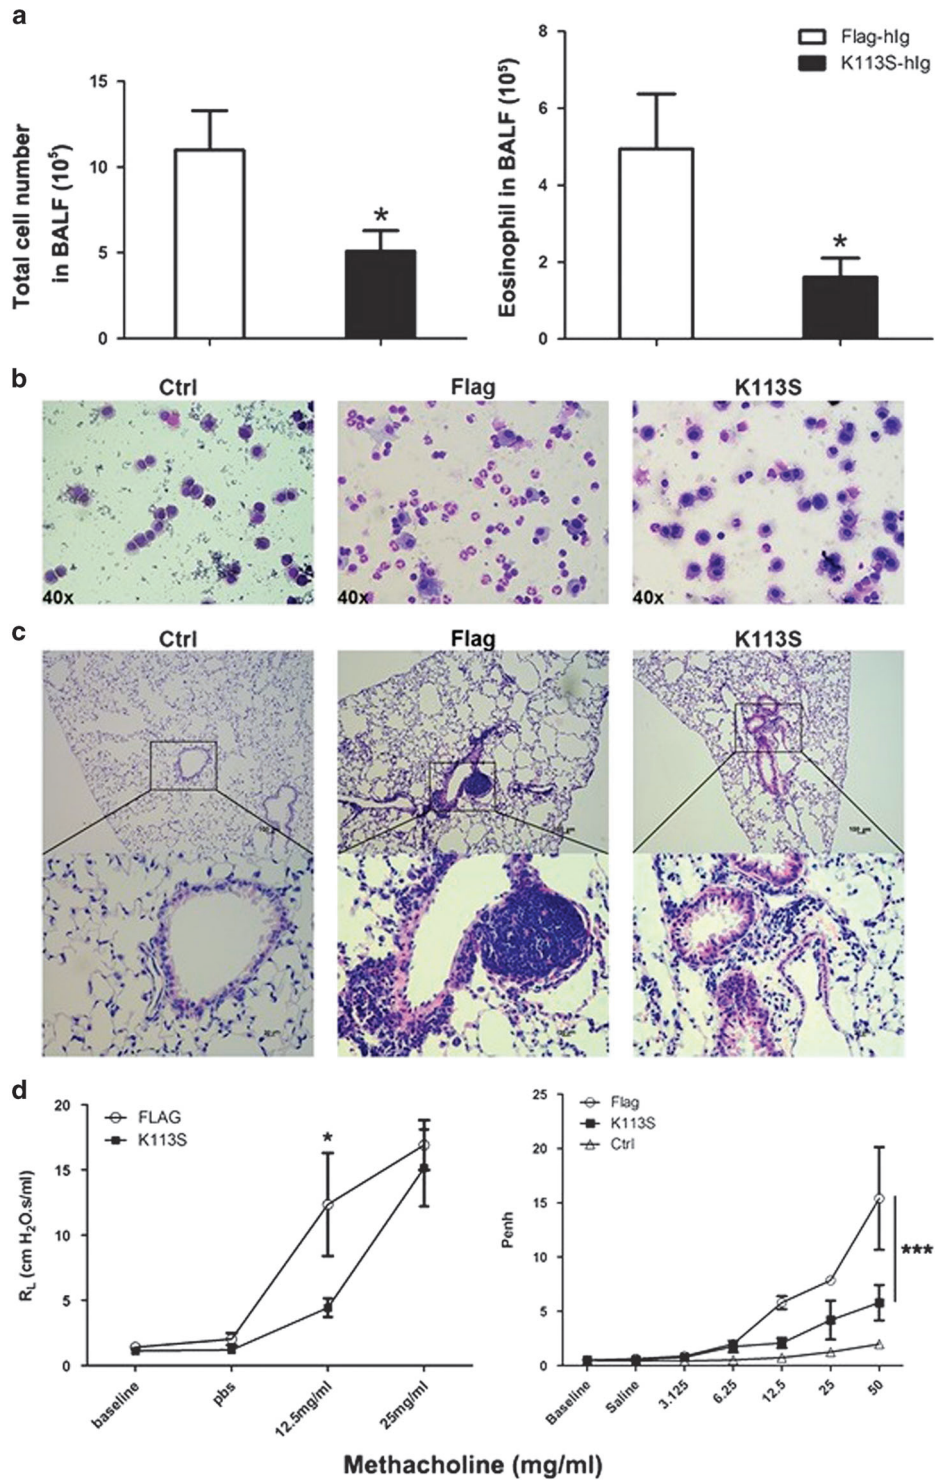 a
15
10
5
0
Total cell number
in BALF (10⁵)
*
8
6
4
2
0
Eosinophil in BALF (10⁵)
*
Flag-hIg
K113S-hIg
b
Ctrl
Flag
K113S
40x
40x
40x
c
Ctrl
Flag
K113S
100 µm
d
20
15
10
5
0
R_L (cm H₂O.s/ml)
FLAG
K113S
*
baseline
pbs
12.5mg/ml
25mg/ml
25
20
15
10
5
0
Penh
Flag
K113S
Ctrl
***
Baseline
Saline
3.125
6.25
12.5
25
50
Methacholine (mg/ml)